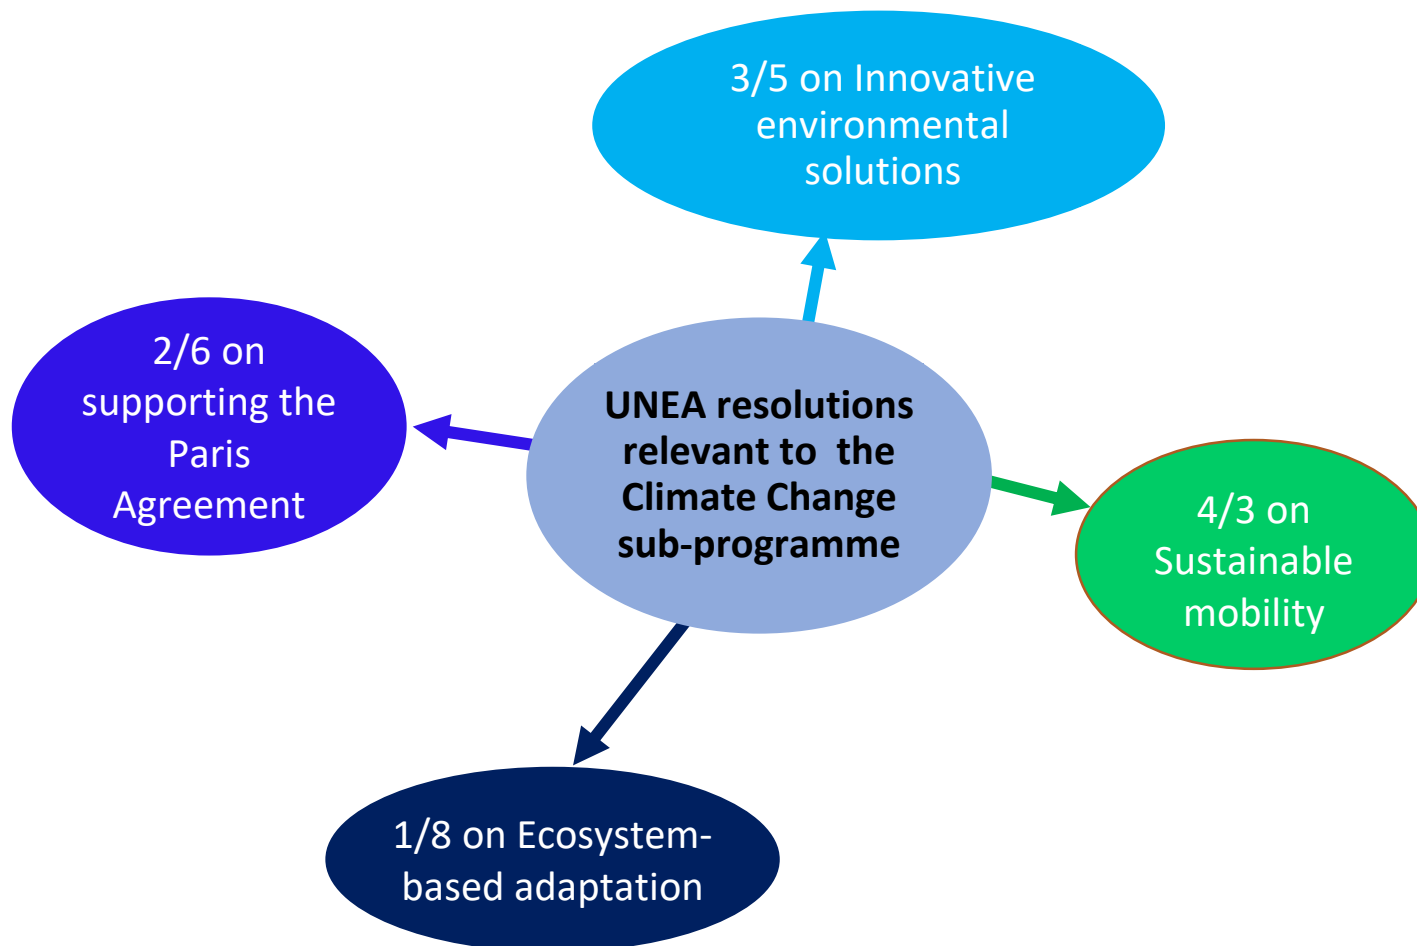 3/5 on Innovative
environmental
solutions
2/6 on
supporting the
Paris
Agreement
UNEA resolutions
relevant to  the
Climate Change
sub-programme
4/3 on
Sustainable
mobility
1/8 on Ecosystem-
based adaptation